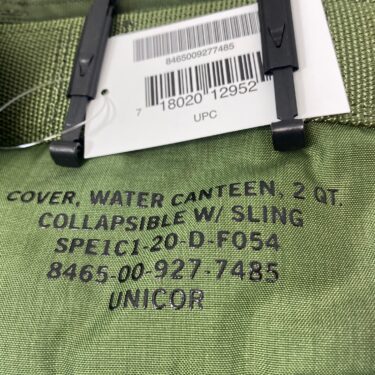 8465009277485
7 18020 12952
UPC
COVER, WATER CANTEEN, 2 QT.
COLLAPSIBLE W/ SLING
SPE1C1-20-D-F054
8465-00-927-7485
UNICOR